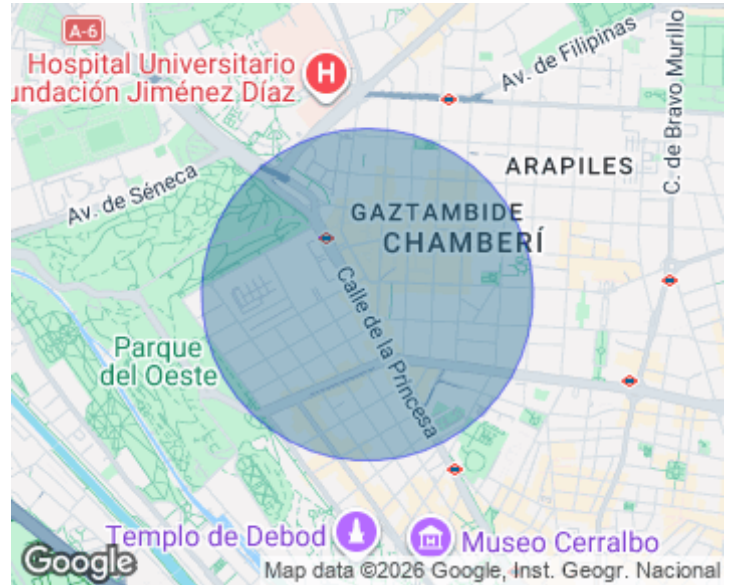 A-6
Hospital Universitario
undación Jiménez Díaz
H
Av. de Filipinas
C. de Bravo Murillo
ARAPILES
Av. de Séneca
GAZTAMBIDE
CHAMBERÍ
Calle de la Princesa
Parque
del Oeste
Templo de Debod
Museo Cerralbo
Google
Map data ©2026 Google, Inst. Geogr. Nacional